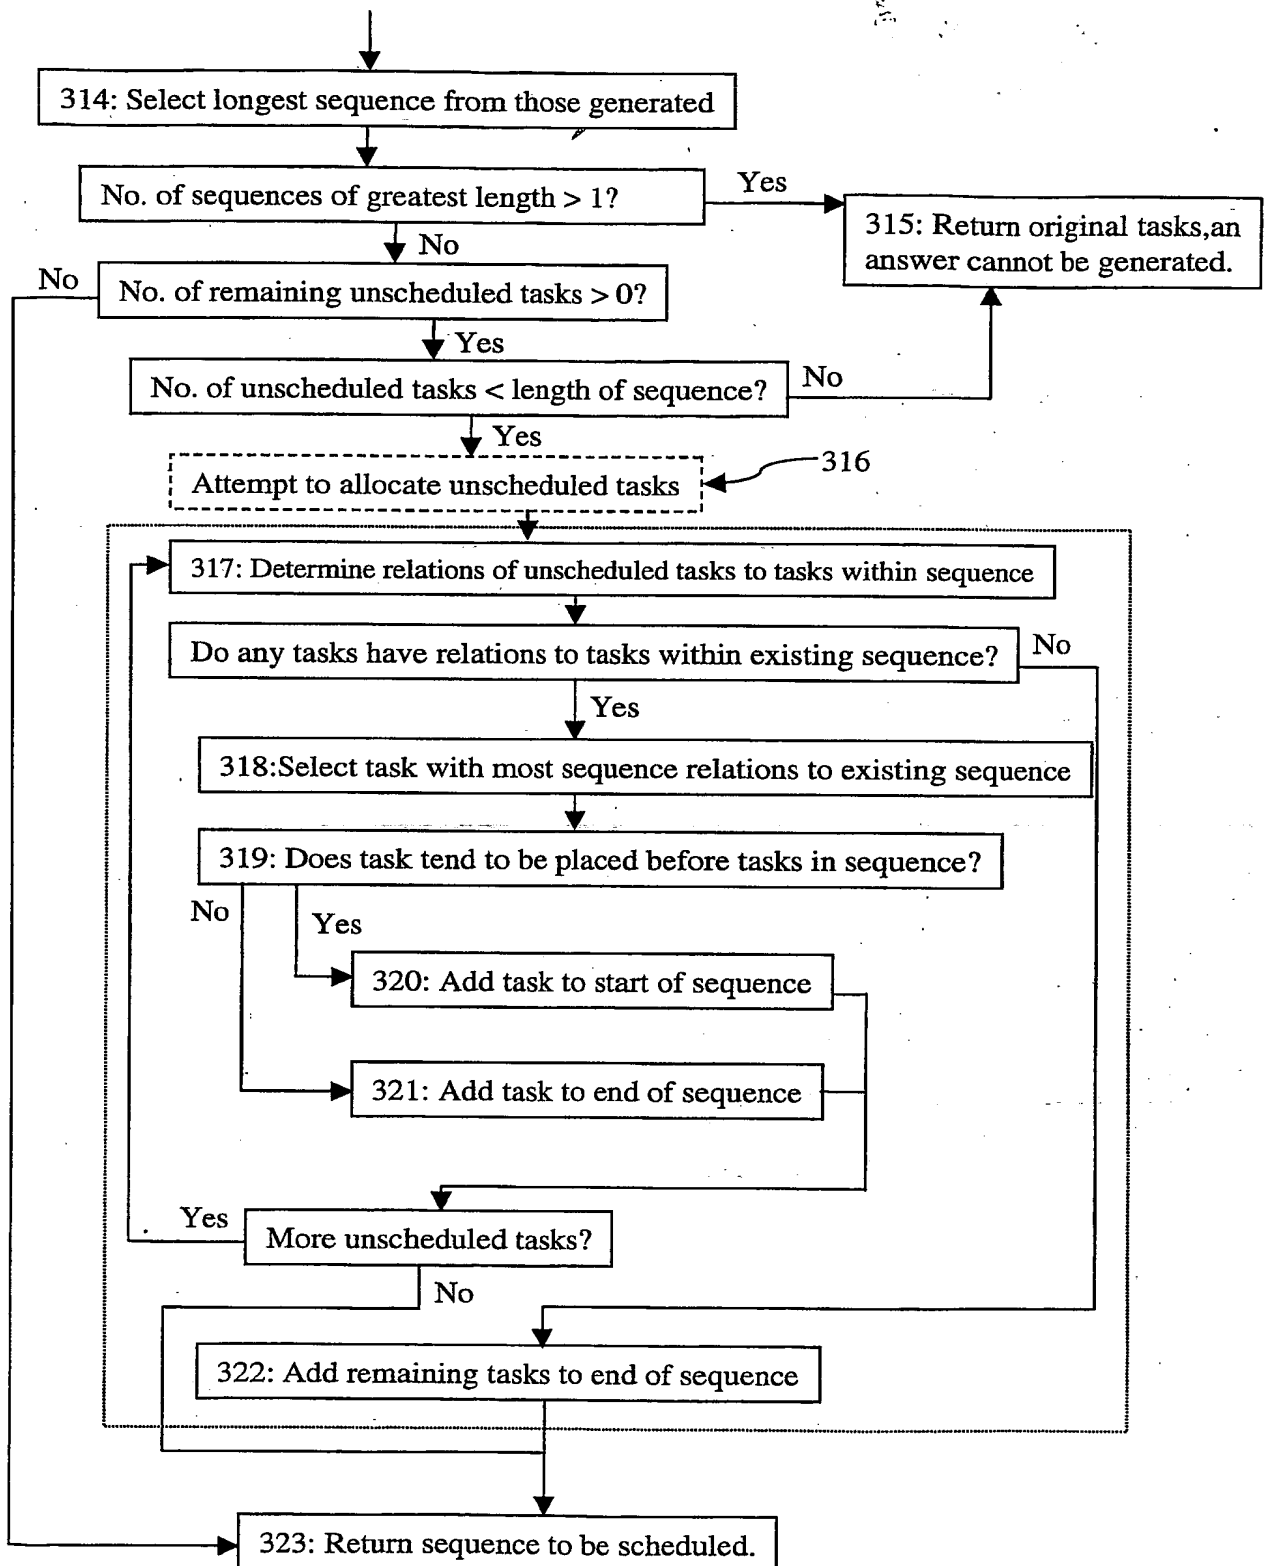 314: Select longest sequence from those generated
No. of sequences of greatest length > 1?
Yes
315: Return original tasks,an
answer cannot be generated.
No
No
No. of remaining unscheduled tasks > 0?
Yes
No. of unscheduled tasks < length of sequence?
No
Yes
316
Attempt to allocate unscheduled tasks
317: Determine relations of unscheduled tasks to tasks within sequence
Do any tasks have relations to tasks within existing sequence?
No
Yes
318:Select task with most sequence relations to existing sequence
319: Does task tend to be placed before tasks in sequence?
No
Yes
320: Add task to start of sequence
321: Add task to end of sequence
Yes
More unscheduled tasks?
No
322: Add remaining tasks to end of sequence
323: Return sequence to be scheduled.